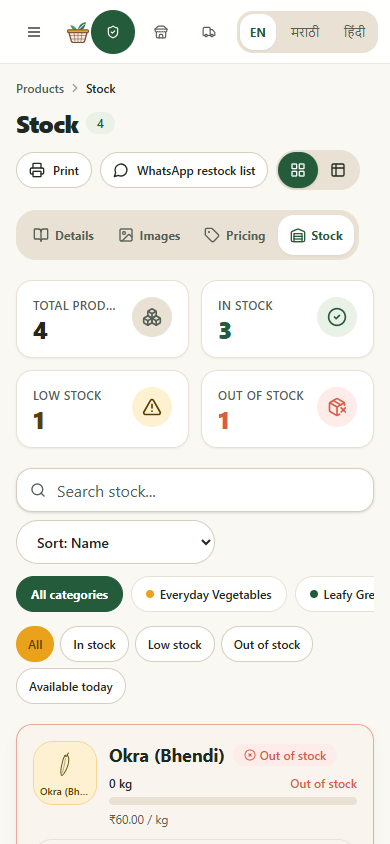 EN मराठी हिंदी
Products > Stock
Stock 4
Print WhatsApp restock list
Details Images Pricing Stock
TOTAL PROD... IN STOCK
4 3
LOW STOCK OUT OF STOCK
1 1
Search stock...
Sort: Name
All categories Everyday Vegetables Leafy Gre
All In stock Low stock Out of stock
Available today
Okra (Bhendi) Out of stock
Okra (Bh... 0 kg Out of stock
₹60.00 / kg